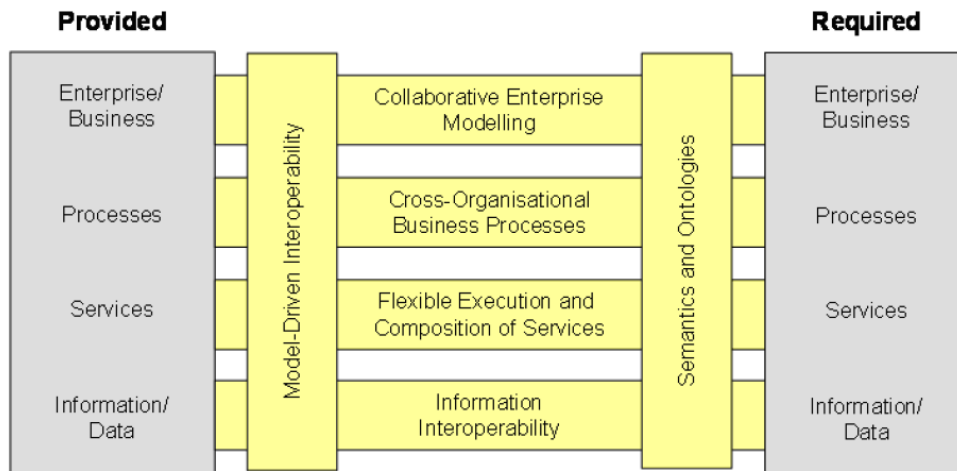 Provided
Required
Enterprise/
Business
Collaborative Enterprise
Modelling
Enterprise/
Business
Processes
Cross-Organisational
Business Processes
Processes
Services
Flexible Execution and
Composition of Services
Services
Information/
Data
Information
Interoperability
Information/
Data
Model-Driven Interoperability
Semantics and Ontologies